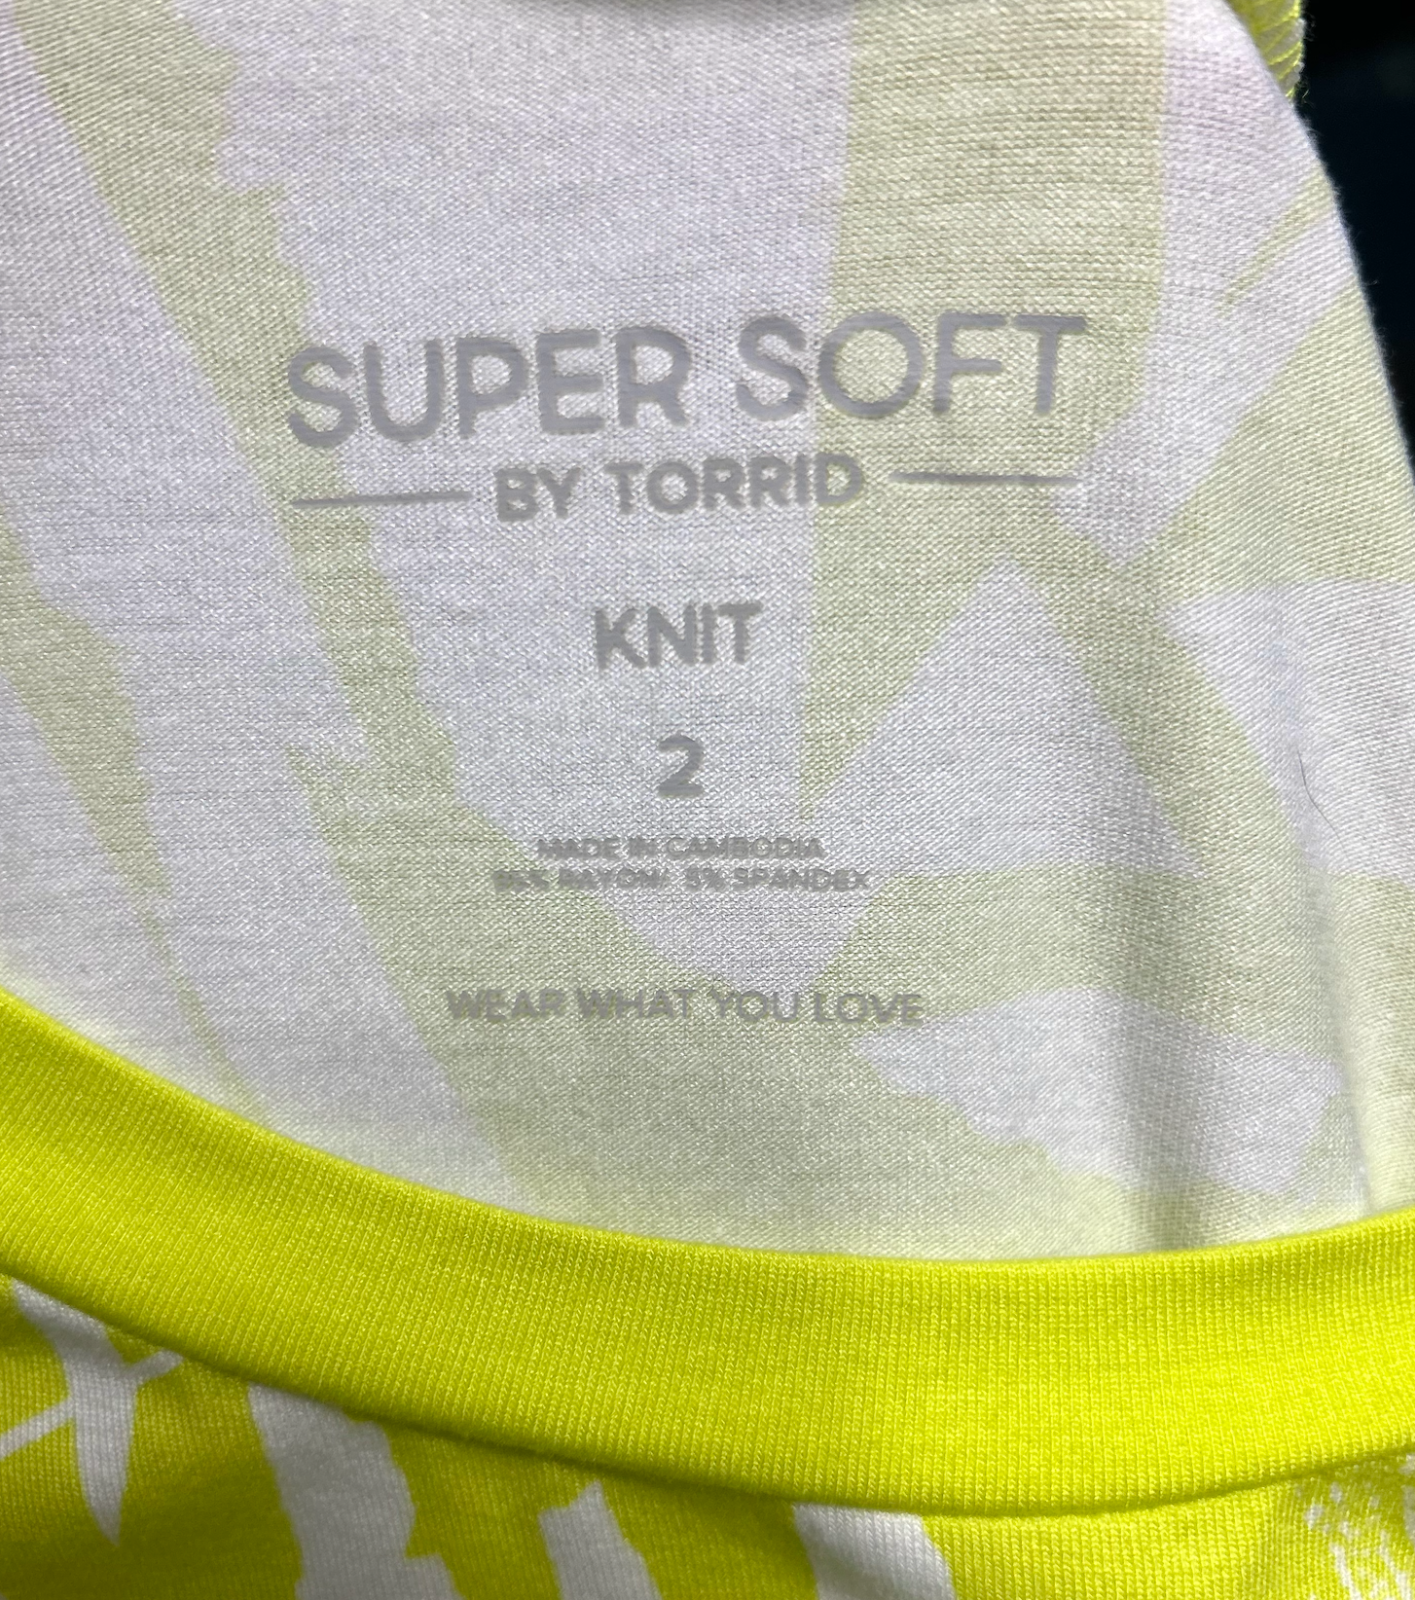 SUPER SOFT
BY TORRID
KNIT
2
MADE IN CAMBODIA
95% RAYON/ 5% SPANDEX
WEAR WHAT YOU LOVE